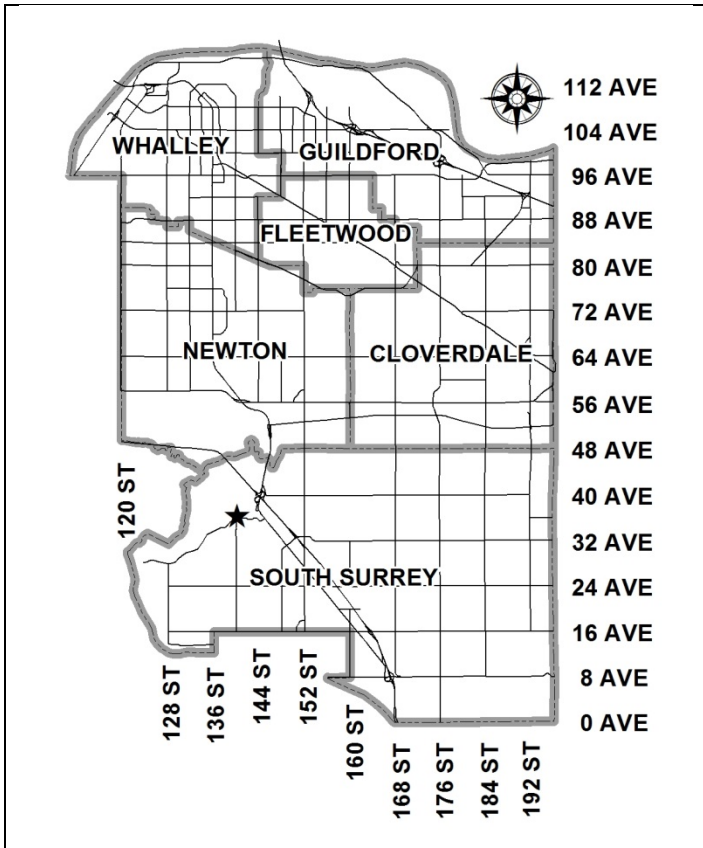 112 AVE
104 AVE
WHALLEY
GUILDFORD
96 AVE
88 AVE
FLEETWOOD
80 AVE
72 AVE
NEWTON
CLOVERDALE
64 AVE
56 AVE
48 AVE
120 ST
40 AVE
32 AVE
SOUTH SURREY
24 AVE
16 AVE
128 ST
136 ST
144 ST
152 ST
160 ST
8 AVE
0 AVE
168 ST
176 ST
184 ST
192 ST